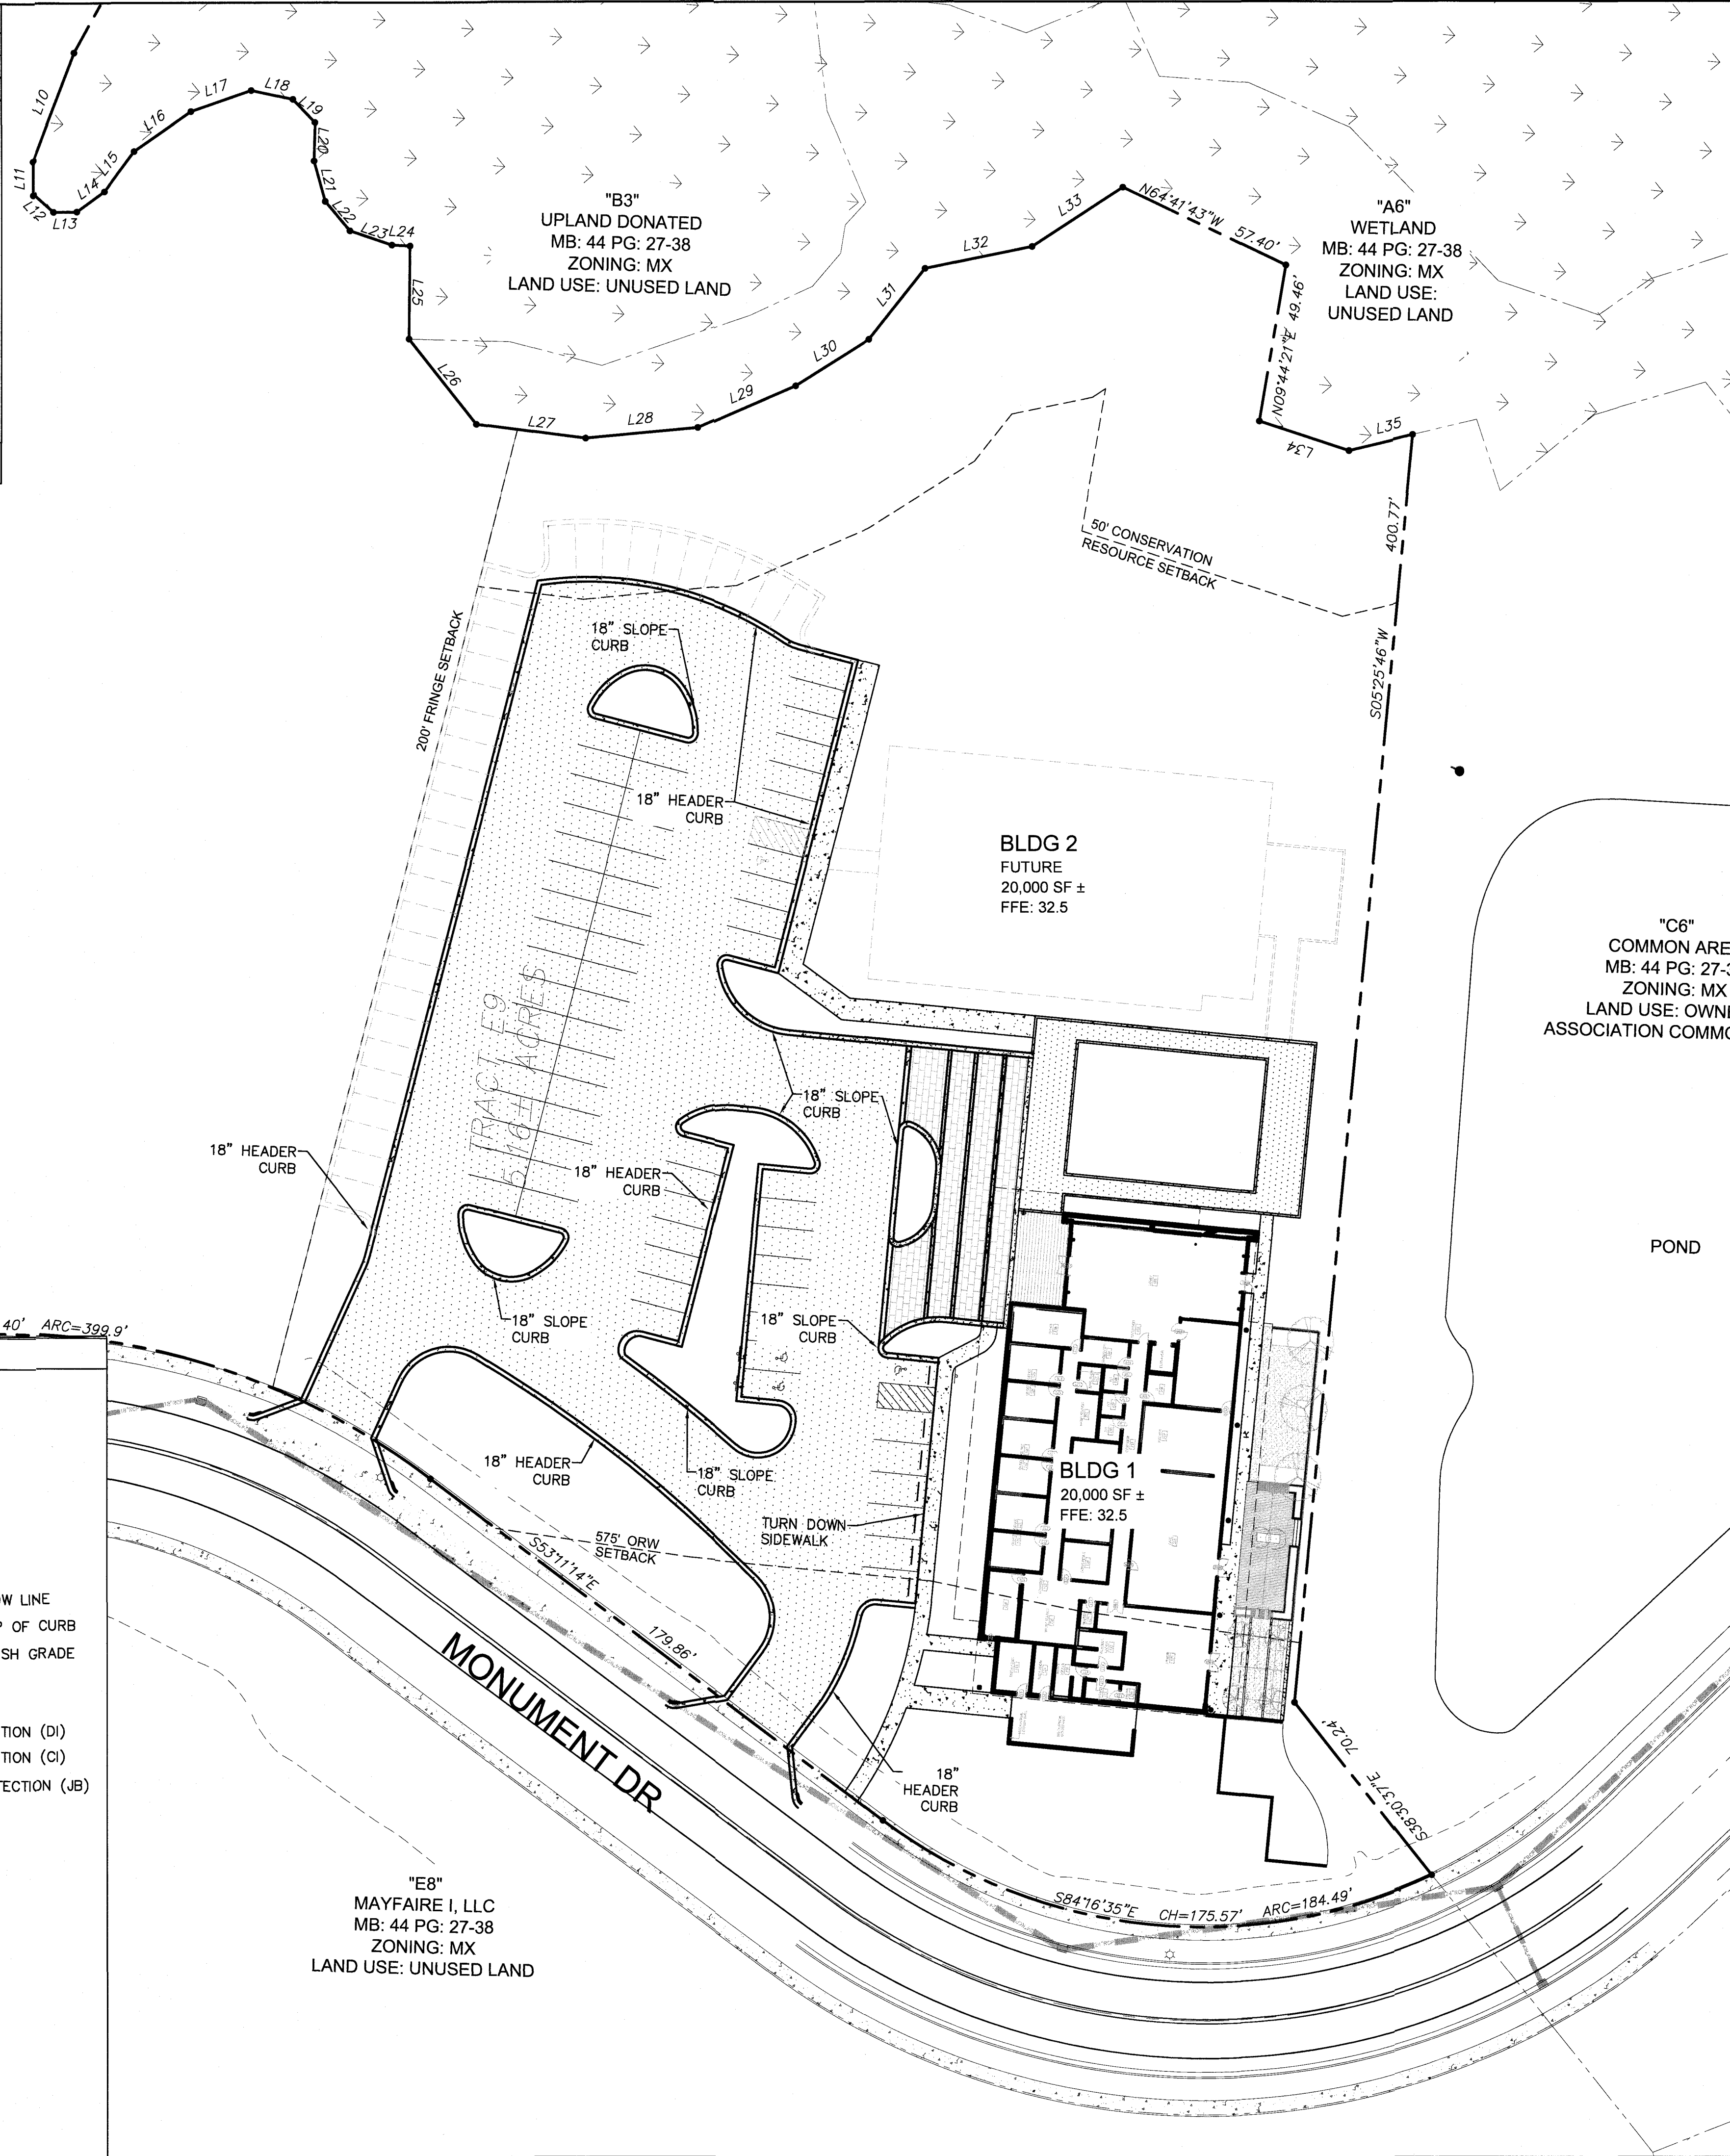 L10
L11
L12
L13
L14
L15
L16
L17
L18
L19
L20
L21
L22
L23
L24
L25
L26
L27
L28
L29
L30
L31
L32
L33
N64°41'43"W
57.40'
N09°44'21"E 49.46'
L34
L35
"B3"
UPLAND DONATED
MB: 44 PG: 27-38
ZONING: MX
LAND USE: UNUSED LAND
"A6"
WETLAND
MB: 44 PG: 27-38
ZONING: MX
LAND USE:
UNUSED LAND
400.77'
S05°25'46"W
50' CONSERVATION
RESOURCE SETBACK
200' FRINGE SETBACK
18" SLOPE
CURB
18" HEADER
CURB
BLDG 2
FUTURE
20,000 SF ±
FFE: 32.5
"C6"
COMMON ARE
MB: 44 PG: 27-3
ZONING: MX
LAND USE: OWNE
ASSOCIATION COMMO
POND
TRACT E9
ACRES
18" SLOPE
CURB
18" HEADER
CURB
18" HEADER
CURB
18" SLOPE
CURB
18" SLOPE
CURB
40' ARC=399.9'
18" HEADER
CURB
18" SLOPE
CURB
BLDG 1
20,000 SF ±
FFE: 32.5
TURN DOWN
SIDEWALK
575' ORW
SETBACK
S53°11'14"E
179.86'
MONUMENT DR
18"
HEADER
CURB
70.24'
S38°30'37"E
S84°16'35"E CH=175.57' ARC=184.49'
W LINE
OF CURB
SH GRADE
TION (DI)
TION (CI)
TECTION (JB)
"E8"
MAYFAIRE I, LLC
MB: 44 PG: 27-38
ZONING: MX
LAND USE: UNUSED LAND